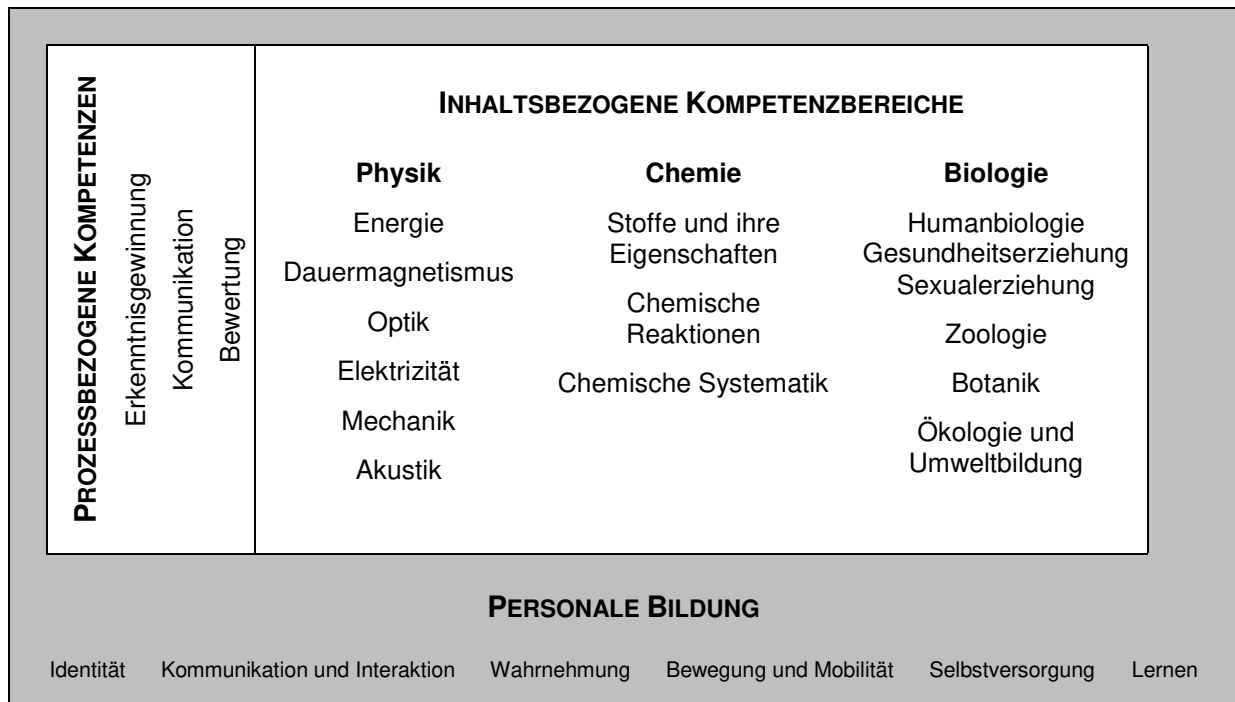 PROZESSBEZOGENE KOMPETENZEN
Erkenntnisgewinnung
Kommunikation
Bewertung
INHALTSBEZOGENE KOMPETENZBEREICHE
Physik
Energie
Dauermagnetismus
Optik
Elektrizität
Mechanik
Akustik
Chemie
Stoffe und ihre
Eigenschaften
Chemische
Reaktionen
Chemische Systematik
Biologie
Humanbiologie
Gesundheitserziehung
Sexualerziehung
Zoologie
Botanik
Ökologie und
Umweltbildung
PERSONALE BILDUNG
Identität Kommunikation und Interaktion Wahrnehmung Bewegung und Mobilität Selbstversorgung Lernen